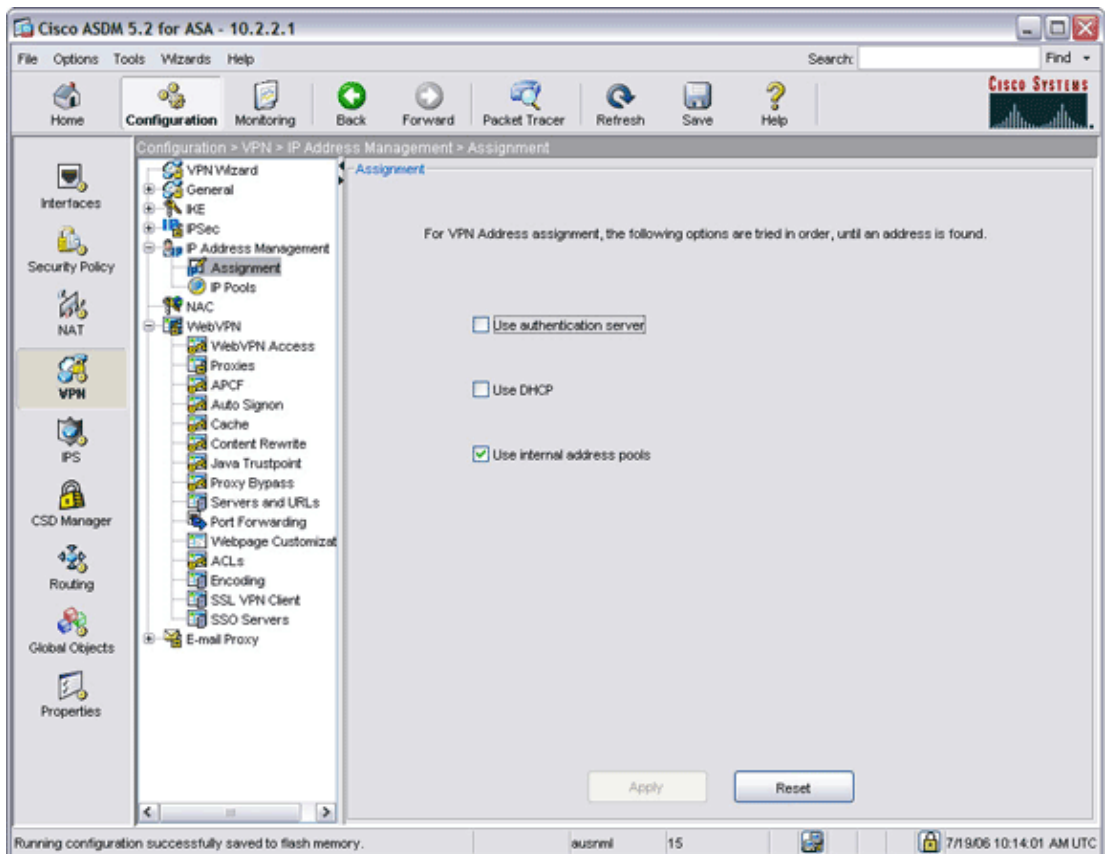 Cisco ASDM 5.2 for ASA - 10.2.2.1
File Options Tools Wizards Help Search: Find
Home Configuration Monitoring Back Forward Packet Tracer Refresh Save Help
CISCO SYSTEMS
Configuration > VPN > IP Address Management > Assignment
Interfaces
Security Policy
NAT
VPN
IPS
CSD Manager
Routing
Global Objects
Properties
VPN Wizard
General
IKE
IPSec
IP Address Management
Assignment
IP Pools
NAC
WebVPN
WebVPN Access
Proxies
APCF
Auto Signon
Cache
Content Rewrite
Java Trustpoint
Proxy Bypass
Servers and URLs
Port Forwarding
Webpage Customizat
ACLs
Encoding
SSL VPN Client
SSO Servers
E-mail Proxy
Assignment
For VPN Address assignment, the following options are tried in order, until an address is found.
Use authentication server
Use DHCP
Use internal address pools
Apply Reset
Running configuration successfully saved to flash memory. ausnml 15 7/19/06 10:14:01 AM UTC